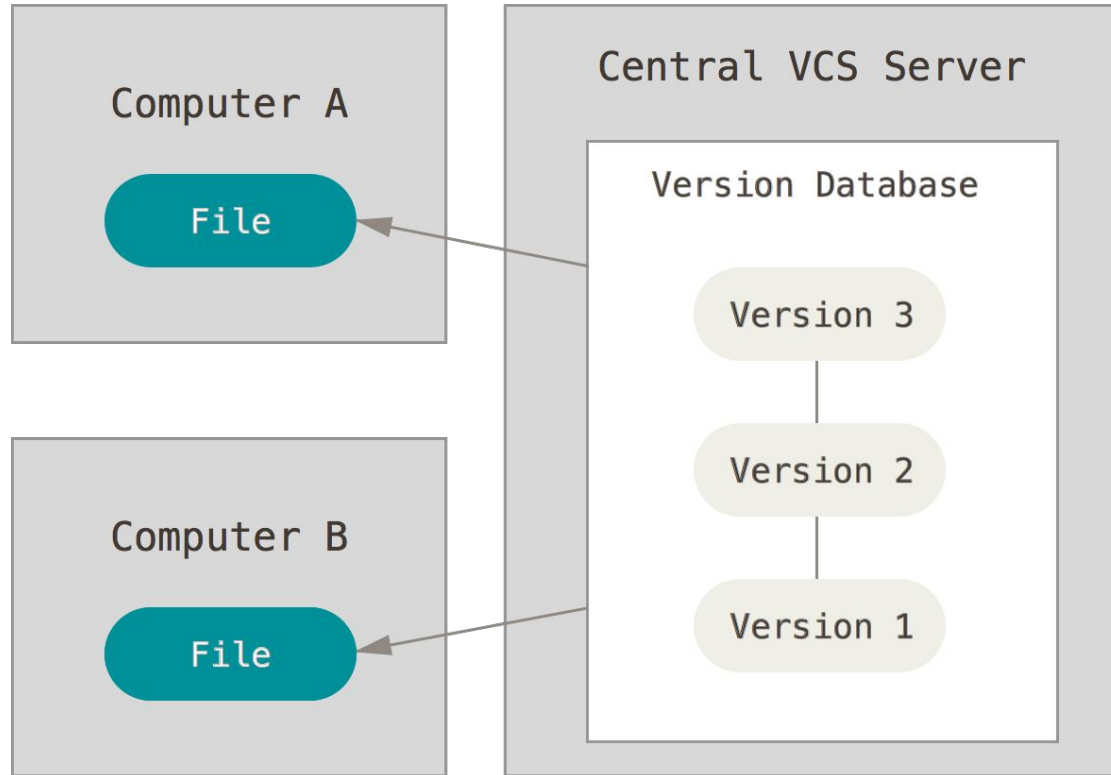 Computer A
File
Computer B
File
Central VCS Server
Version Database
Version 3
Version 2
Version 1